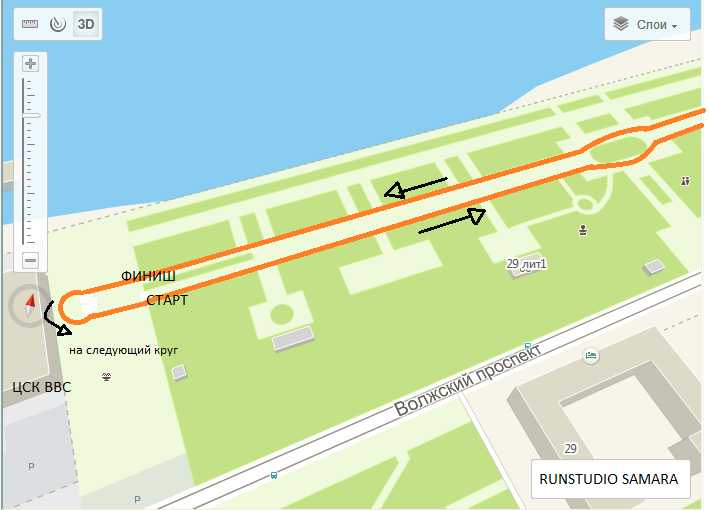 3D
Слои
ФИНИШ
СТАРТ
на следующий круг
ЦСК ВВС
29 лит1
Волжский проспект
29
P
P
RUNSTUDIO SAMARA